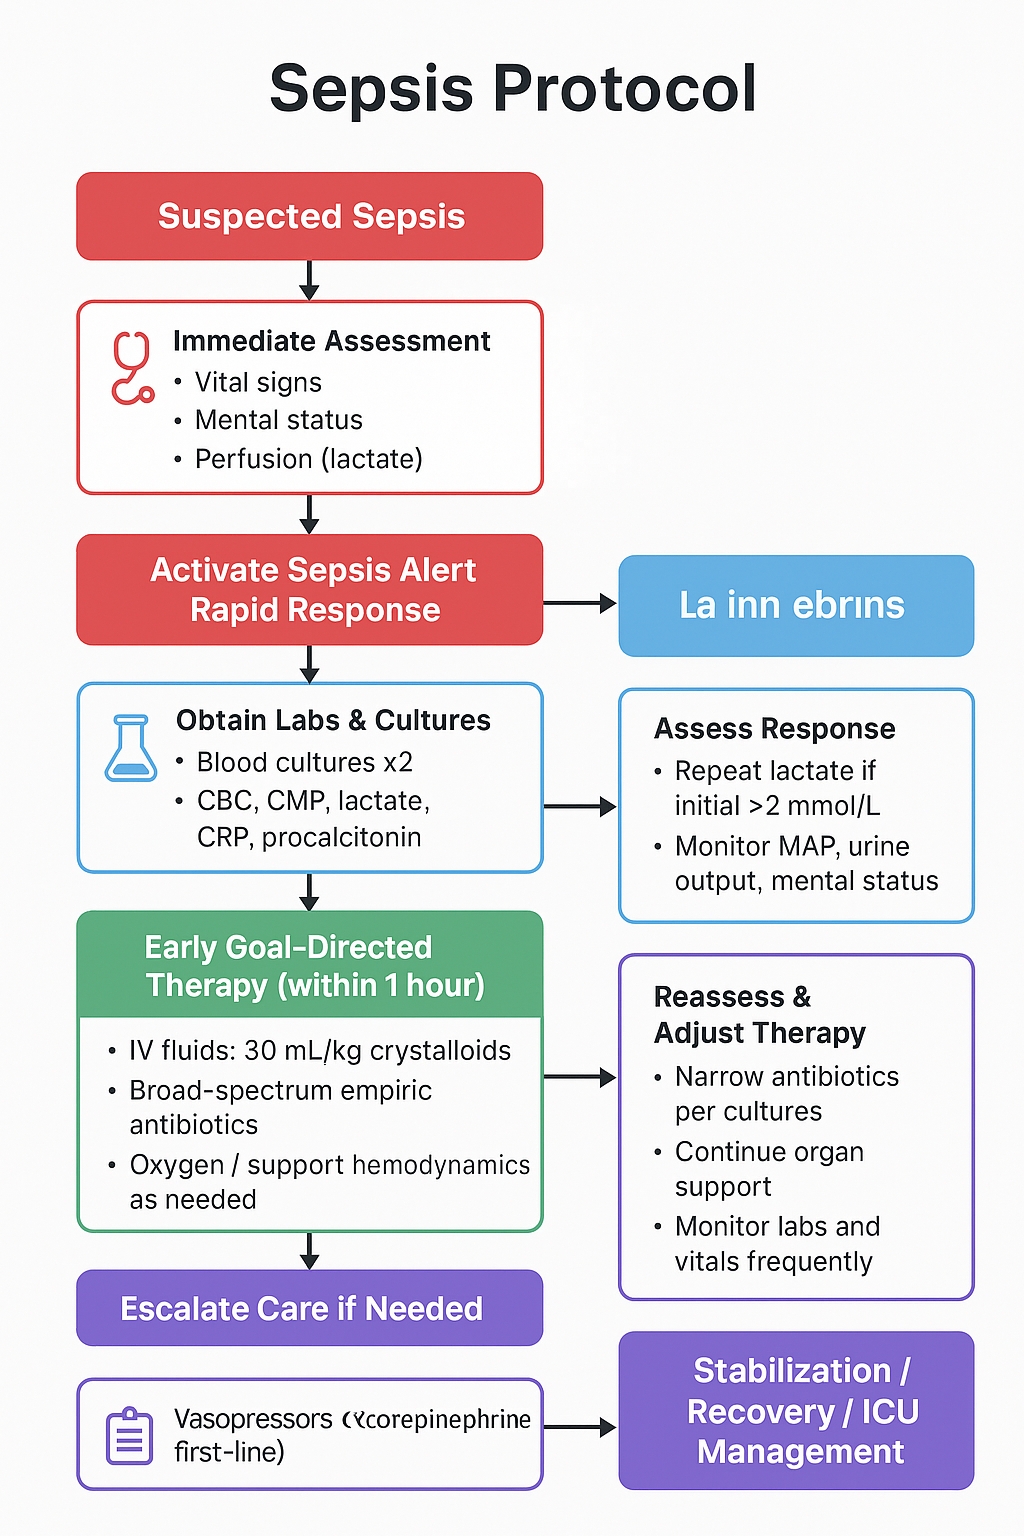 Sepsis Protocol
Suspected Sepsis
Immediate Assessment
• Vital signs
• Mental status
• Perfusion (lactate)
Activate Sepsis Alert
Rapid Response
La inn ebrıns
Obtain Labs & Cultures
• Blood cultures x2
• CBC, CMP, lactate,
CRP, procalcitonin
Assess Response
• Repeat lactate if
initial >2 mmol/L
• Monitor MAP, urine
output, mental status
Early Goal-Directed
Therapy (within 1 hour)
• IV fluids: 30 mL/kg crystalloids
• Broad-spectrum empiric
antibiotics
• Oxygen / support hemodynamics
as needed
Reassess &
Adjust Therapy
• Narrow antibiotics
per cultures
• Continue organ
support
• Monitor labs and
vitals frequently
Escalate Care if Needed
Vasopressors
first-line)
Stabilization /
Recovery / ICU
Management